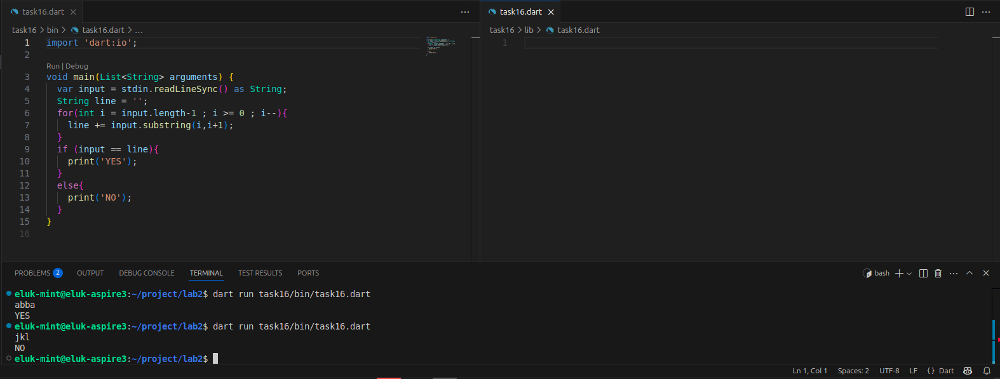 task16.dart
task16 > bin > task16.dart > ...
1 import 'dart:io';
2
Run | Debug
3 void main(List<String> arguments) {
4 var input = stdin.readLineSync() as String;
5 String line = '';
6 for(int i = input.length-1 ; i >= 0 ; i--){
7 line += input.substring(i,i+1);
8 }
9 if (input == line){
10 print('YES');
11 }
12 else{
13 print('NO');
14 }
15 }
16
task16.dart
task16 > lib > task16.dart
1
PROBLEMS 2 OUTPUT DEBUG CONSOLE TERMINAL TEST RESULTS PORTS
bash
eluk-mint@eluk-aspire3:~/project/lab2$ dart run task16/bin/task16.dart
abba
YES
eluk-mint@eluk-aspire3:~/project/lab2$ dart run task16/bin/task16.dart
jkl
NO
eluk-mint@eluk-aspire3:~/project/lab2$
Ln 1, Col 1 Spaces: 2 UTF-8 LF {} Dart